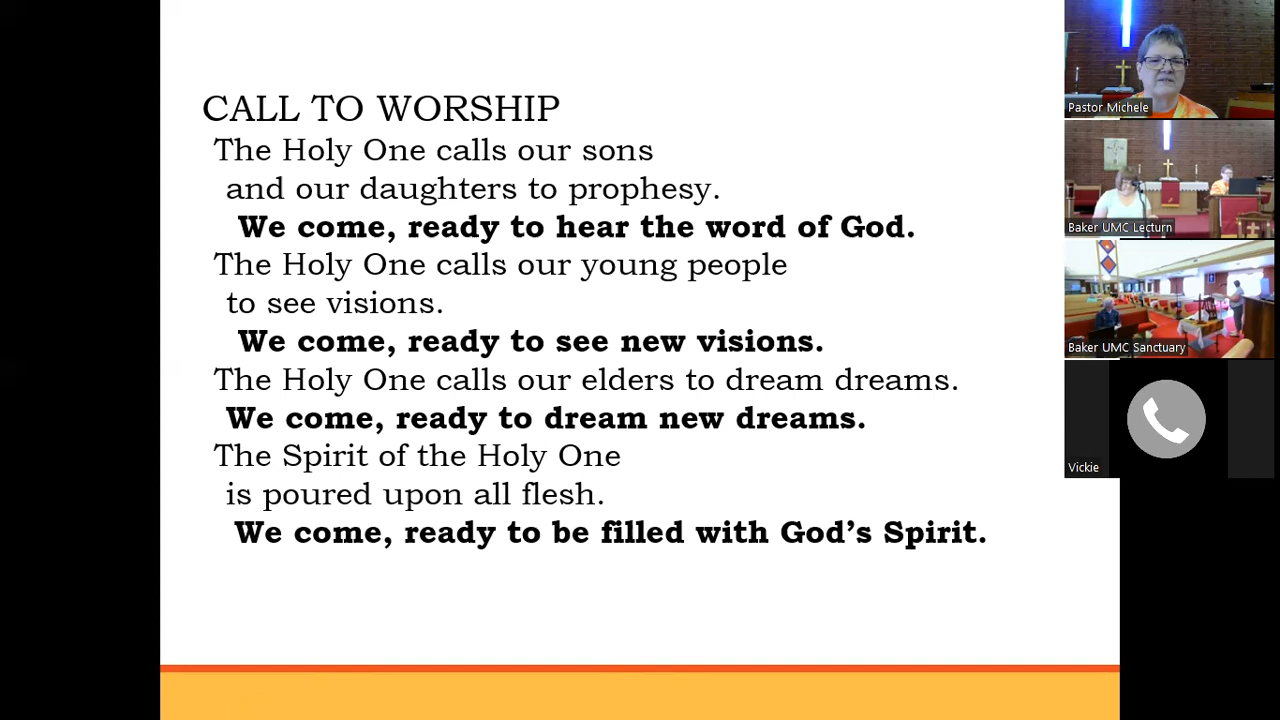 CALL TO WORSHIP
The Holy One calls our sons
and our daughters to prophesy.
We come, ready to hear the word of God.
The Holy One calls our young people
to see visions.
We come, ready to see new visions.
The Holy One calls our elders to dream dreams.
We come, ready to dream new dreams.
The Spirit of the Holy One
is poured upon all flesh.
We come, ready to be filled with God’s Spirit.
Pastor Michele
Baker UMC Lecturn
Baker UMC Sanctuary
Vickie